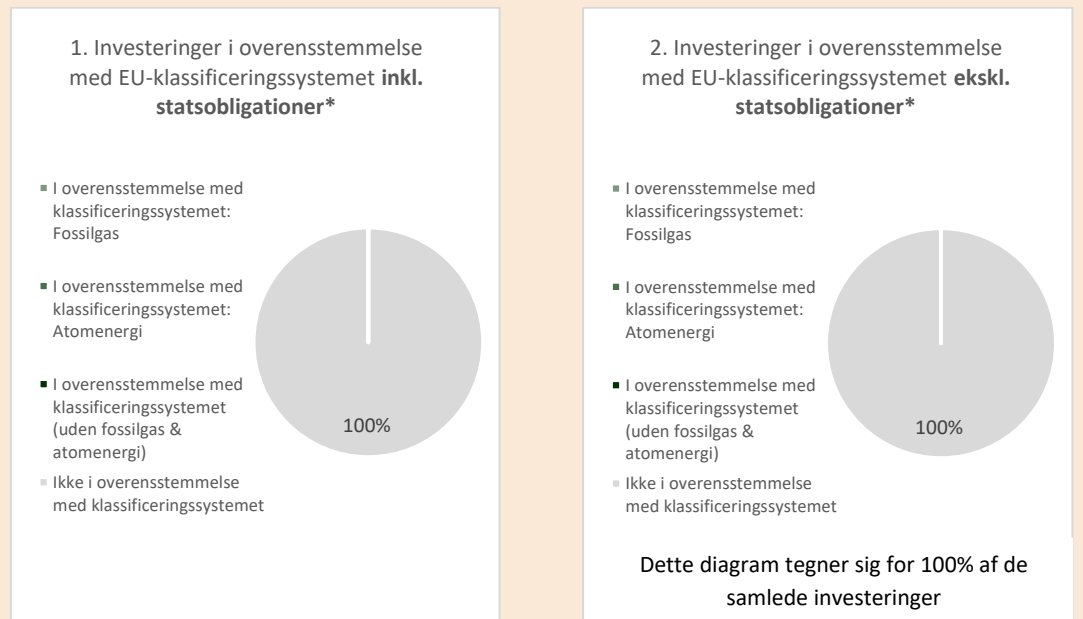 1. Investeringer i overensstemmelse
med EU-klassificeringssystemet inkl.
statsobligationer*
I overensstemmelse med
klassificeringssystemet:
Fossilgas
I overensstemmelse med
klassificeringssystemet:
Atomenergi
I overensstemmelse med
klassificeringssystemet
(uden fossilgas &
atomenergi)
Ikke i overensstemmelse
med klassificeringssystemet
100%
2. Investeringer i overensstemmelse
med EU-klassificeringssystemet ekskl.
statsobligationer*
I overensstemmelse med
klassificeringssystemet:
Fossilgas
I overensstemmelse med
klassificeringssystemet:
Atomenergi
I overensstemmelse med
klassificeringssystemet
(uden fossilgas &
atomenergi)
Ikke i overensstemmelse
med klassificeringssystemet
100%
Dette diagram tegner sig for 100% af de
samlede investeringer